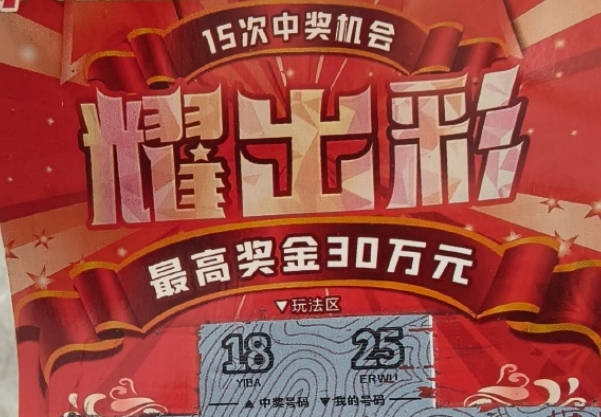 15次中奖机会
耀出彩
最高奖金30万元
▼玩法区
18 25
YIBA ERWU
▲中奖号码 ▼我的号码